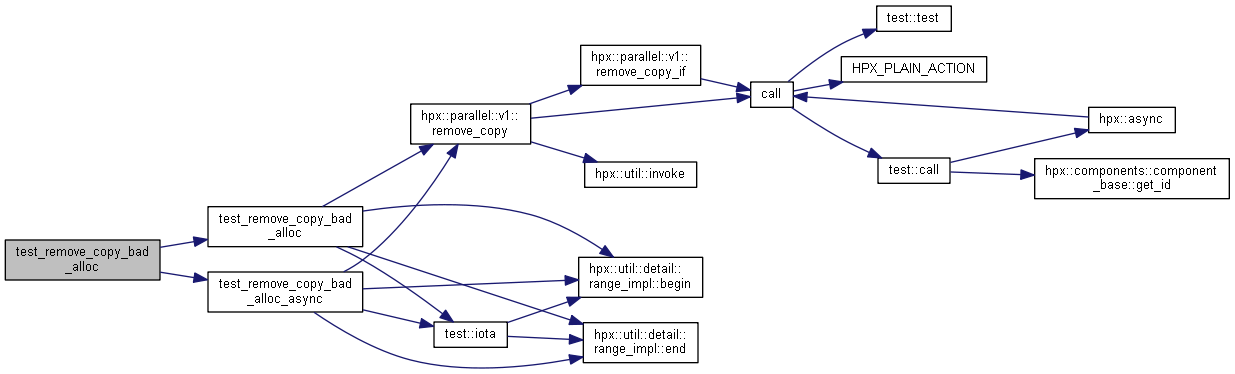 test::test
hpx::parallel::v1::
remove_copy_if
HPX_PLAIN_ACTION
call
hpx::parallel::v1::
remove_copy
hpx::async
test::call
hpx::util::invoke
hpx::components::component
_base::get_id
test_remove_copy_bad
_alloc
test_remove_copy_bad
_alloc
hpx::util::detail::
range_impl::begin
test_remove_copy_bad
_alloc_async
test::iota
hpx::util::detail::
range_impl::end